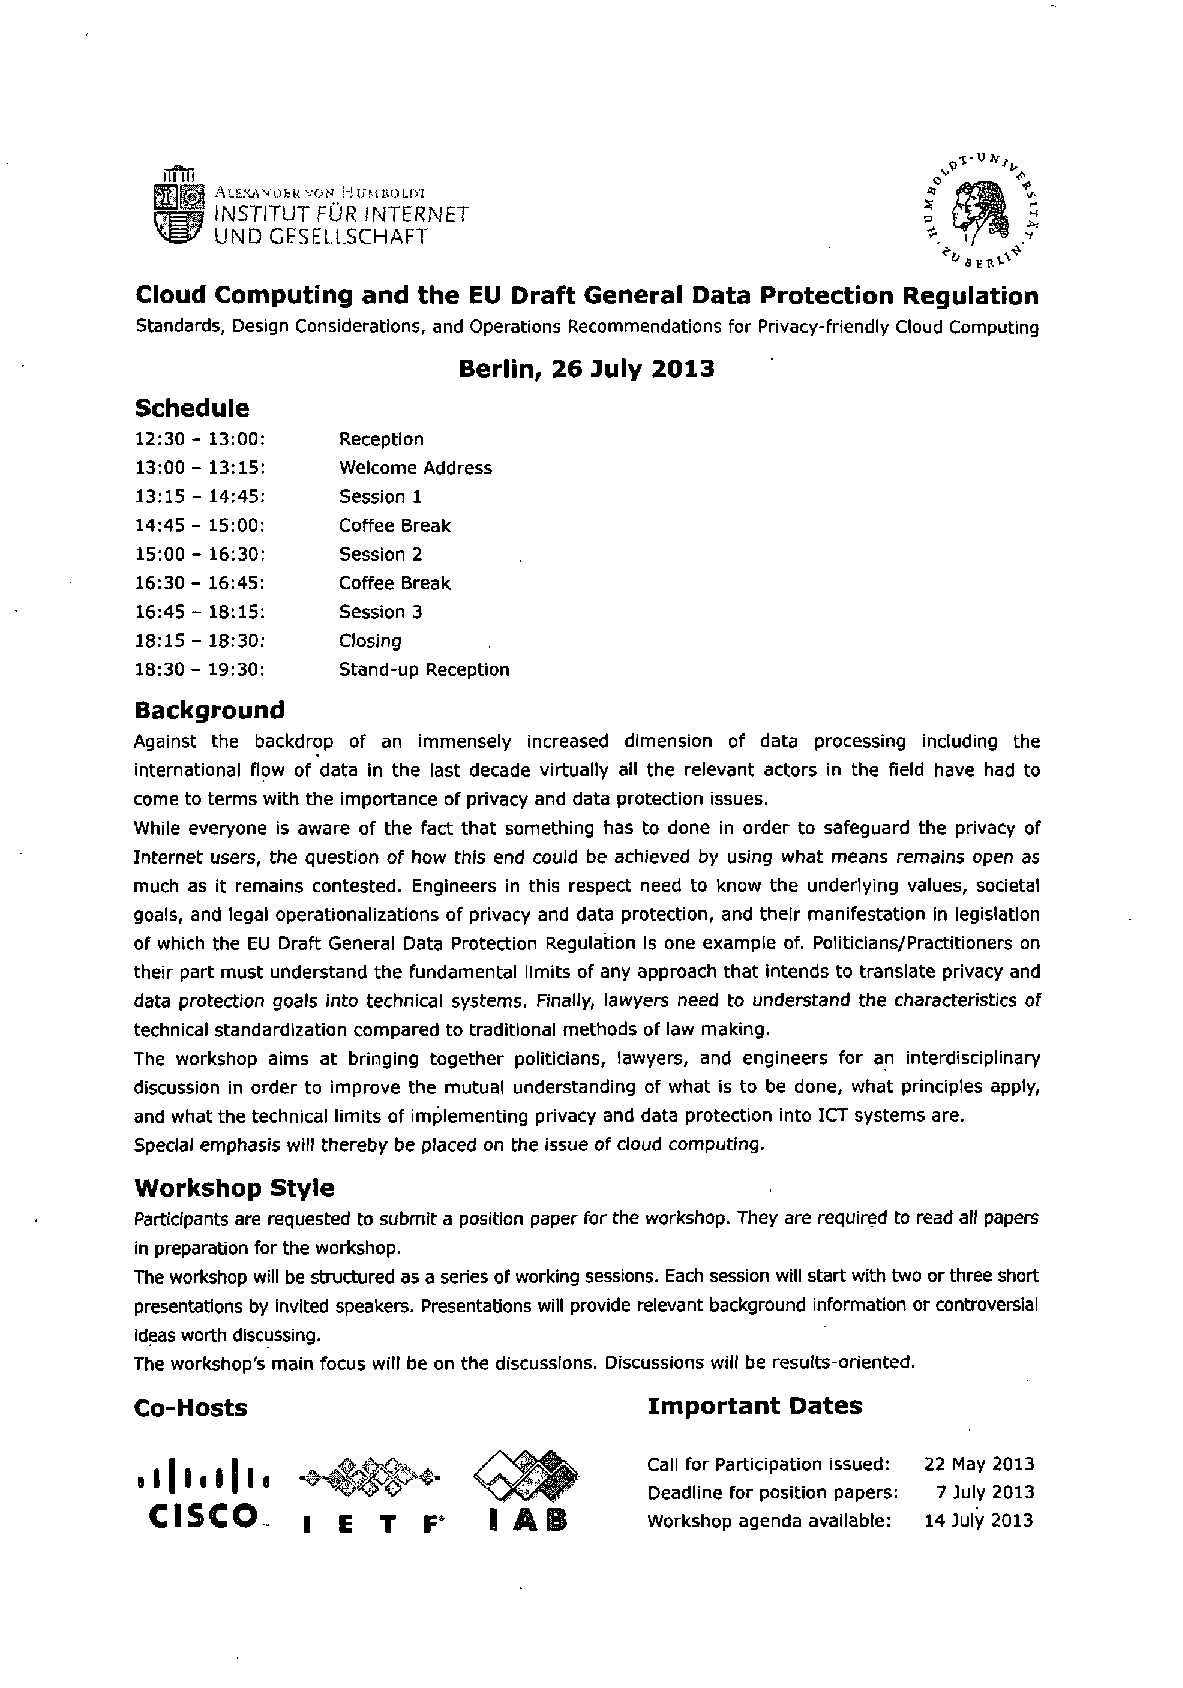 ALEXANDER VON HUMBOLDT
INSTITUT FÜR INTERNET
UND GESELLSCHAFT
HUMBOLDT-UNIVERSITÄT · ZU BERLIN ·
Cloud Computing and the EU Draft General Data Protection Regulation
Standards, Design Considerations, and Operations Recommendations for Privacy-friendly Cloud Computing
Berlin, 26 July 2013
Schedule
12:30 – 13:00: Reception
13:00 – 13:15: Welcome Address
13:15 – 14:45: Session 1
14:45 – 15:00: Coffee Break
15:00 – 16:30: Session 2
16:30 – 16:45: Coffee Break
16:45 – 18:15: Session 3
18:15 – 18:30: Closing
18:30 – 19:30: Stand-up Reception
Background
Against the backdrop of an immensely increased dimension of data processing including the
international flow of data in the last decade virtually all the relevant actors in the field have had to
come to terms with the importance of privacy and data protection issues.
While everyone is aware of the fact that something has to done in order to safeguard the privacy of
Internet users, the question of how this end could be achieved by using what means remains open as
much as it remains contested. Engineers in this respect need to know the underlying values, societal
goals, and legal operationalizations of privacy and data protection, and their manifestation in legislation
of which the EU Draft General Data Protection Regulation is one example of. Politicians/Practitioners on
their part must understand the fundamental limits of any approach that intends to translate privacy and
data protection goals into technical systems. Finally, lawyers need to understand the characteristics of
technical standardization compared to traditional methods of law making.
The workshop aims at bringing together politicians, lawyers, and engineers for an interdisciplinary
discussion in order to improve the mutual understanding of what is to be done, what principles apply,
and what the technical limits of implementing privacy and data protection into ICT systems are.
Special emphasis will thereby be placed on the issue of cloud computing.
Workshop Style
Participants are requested to submit a position paper for the workshop. They are required to read all papers
in preparation for the workshop.
The workshop will be structured as a series of working sessions. Each session will start with two or three short
presentations by invited speakers. Presentations will provide relevant background information or controversial
ideas worth discussing.
The workshop's main focus will be on the discussions. Discussions will be results-oriented.
Co-Hosts
CISCO
I E T F
I A B
Important Dates
Call for Participation issued: 22 May 2013
Deadline for position papers: 7 July 2013
Workshop agenda available: 14 July 2013